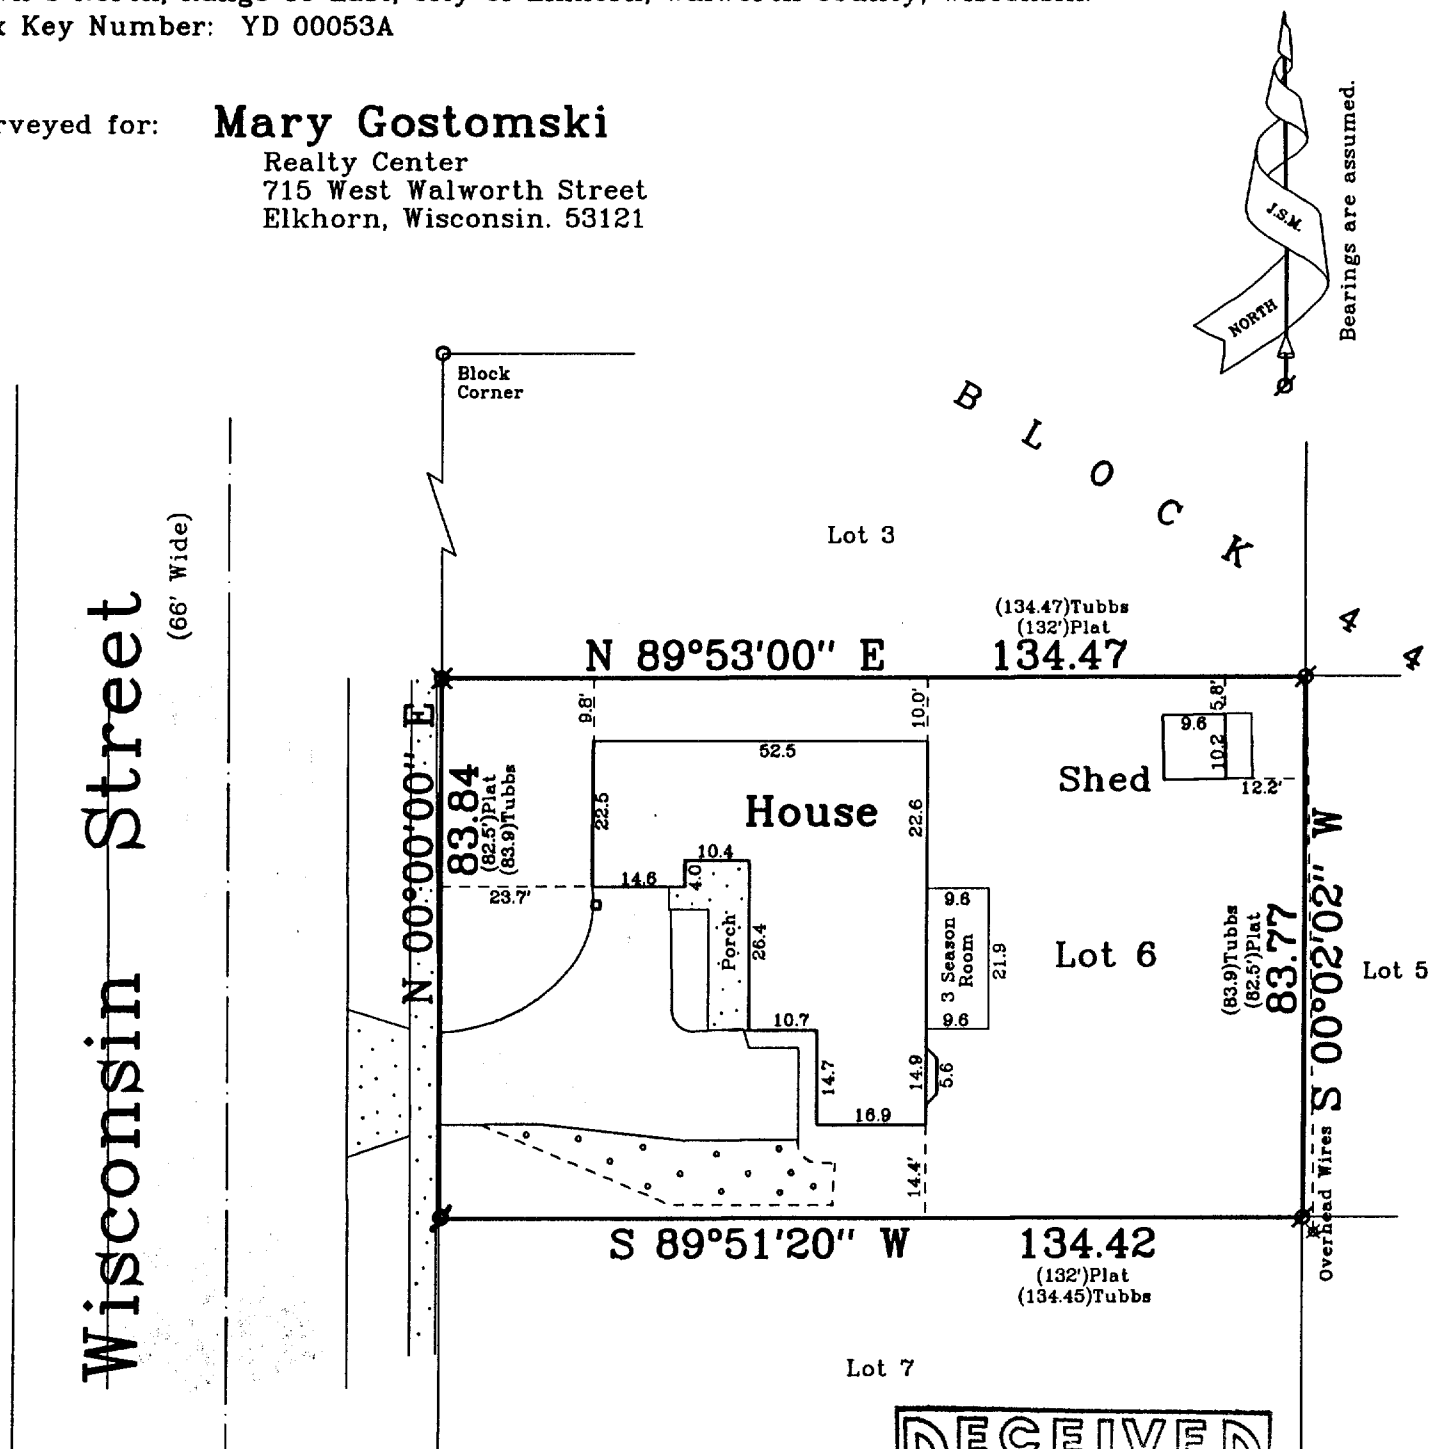 Key Number: YD 00053A
for: Mary Gostomski
Realty Center
715 West Walworth Street
Elkhorn, Wisconsin. 53121
J.S.M.
NORTH
Bearings are assumed.
Block
Corner
BLOCK 44
Lot 3
(66' Wide)
Wisconsin Street
(134.47)Tubbs
(132')Plat
N 89°53'00" E 134.47
N 00°00'00" E
83.84
(82.5')Plat
(83.9)Tubbs
9.8'
10.0'
5.8'
52.5
9.6
10.2
12.2'
Shed
House
22.5
22.6
10.4
14.6
4.0
23.7'
Porch
26.4
9.6
3 Season
Room
21.9
9.6
Lot 6
(83.9)Tubbs
(82.5')Plat
83.77
S 00°02'02" W
Lot 5
10.7
14.7
14.9
5.6
16.9
14.4'
Overhead Wires
S 89°51'20" W 134.42
(132')Plat
(134.45)Tubbs
Lot 7